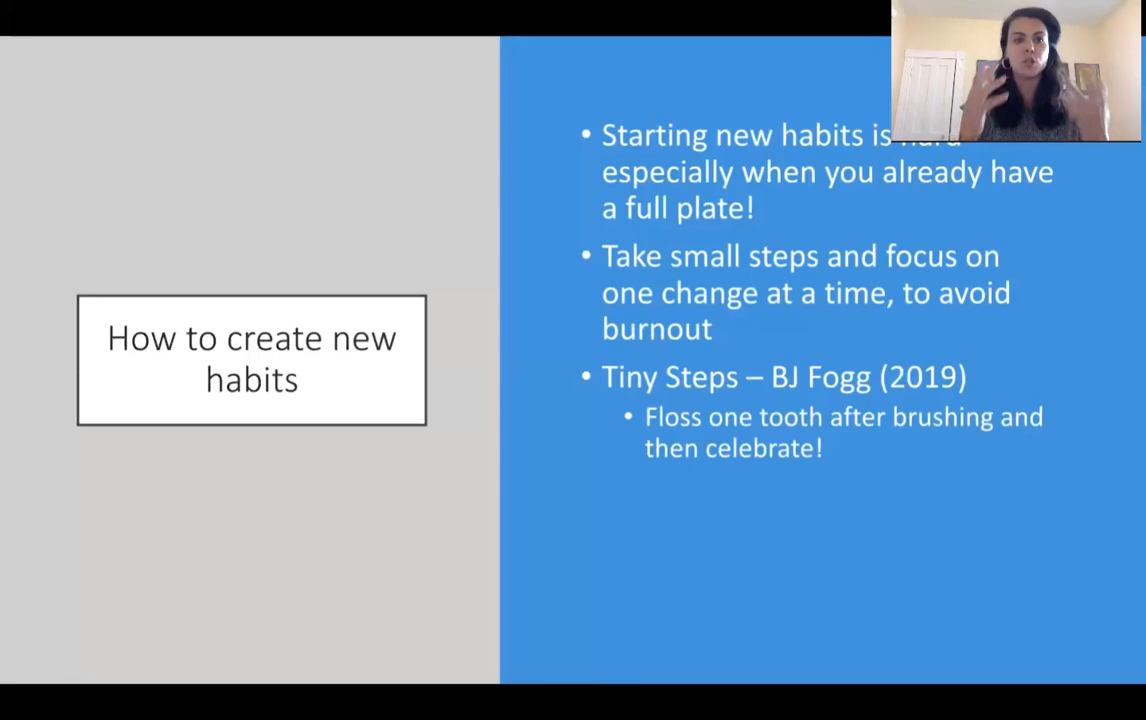 How to create new
habits
• Starting new habits is hard
especially when you already have
a full plate!
• Take small steps and focus on
one change at a time, to avoid
burnout
• Tiny Steps – BJ Fogg (2019)
• Floss one tooth after brushing and
then celebrate!